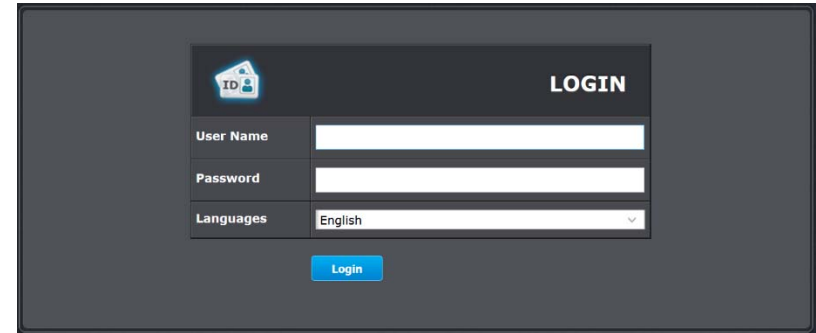 ID
LOGIN
User Name
Password
Languages English
Login